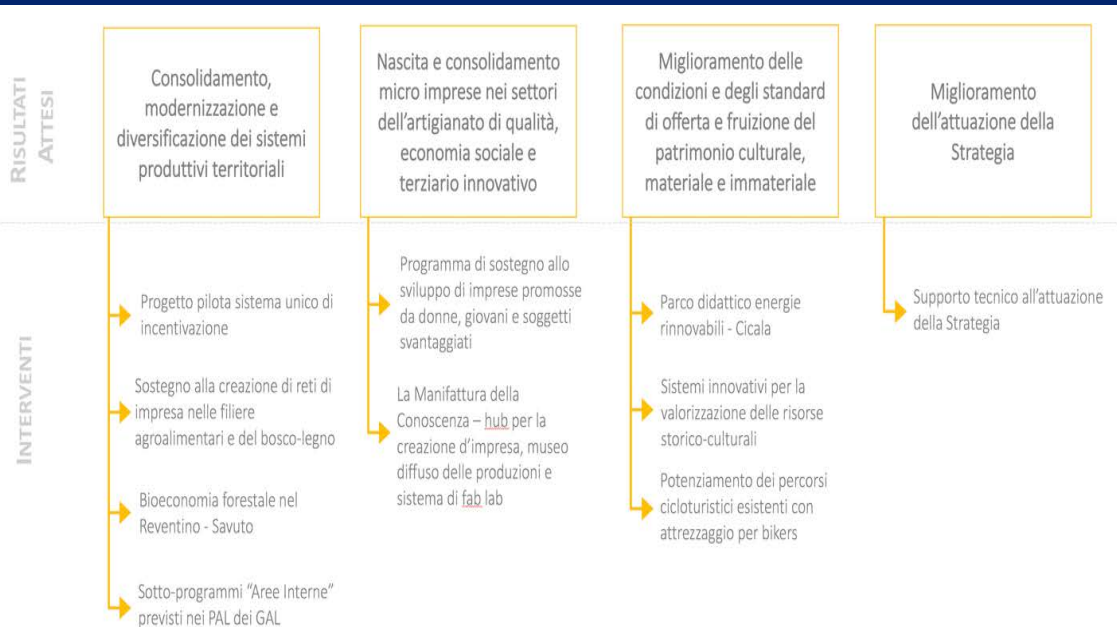 RISULTATI
ATTESI
Consolidamento,
modernizzazione e
diversificazione dei sistemi
produttivi territoriali
Nascita e consolidamento
micro imprese nei settori
dell'artigianato di qualità,
economia sociale e
terziario innovativo
Miglioramento delle
condizioni e degli standard
di offerta e fruizione del
patrimonio culturale,
materiale e immateriale
Miglioramento
dell'attuazione della
Strategia
INTERVENTI
Progetto pilota sistema unico di
incentivazione
Sostegno alla creazione di reti di
impresa nelle filiere
agroalimentari e del bosco-legno
Bioeconomia forestale nel
Reventino - Savuto
Sotto-programmi “Aree Interne”
previsti nei PAL dei GAL
Programma di sostegno allo
sviluppo di imprese promosse
da donne, giovani e soggetti
svantaggiati
La Manifattura della
Conoscenza – hub per la
creazione d'impresa, museo
diffuso delle produzioni e
sistema di fab lab
Parco didattico energie
rinnovabili - Cicala
Sistemi innovativi per la
valorizzazione delle risorse
storico-culturali
Potenziamento dei percorsi
cicloturistici esistenti con
attrezzaggio per bikers
Supporto tecnico all'attuazione
della Strategia